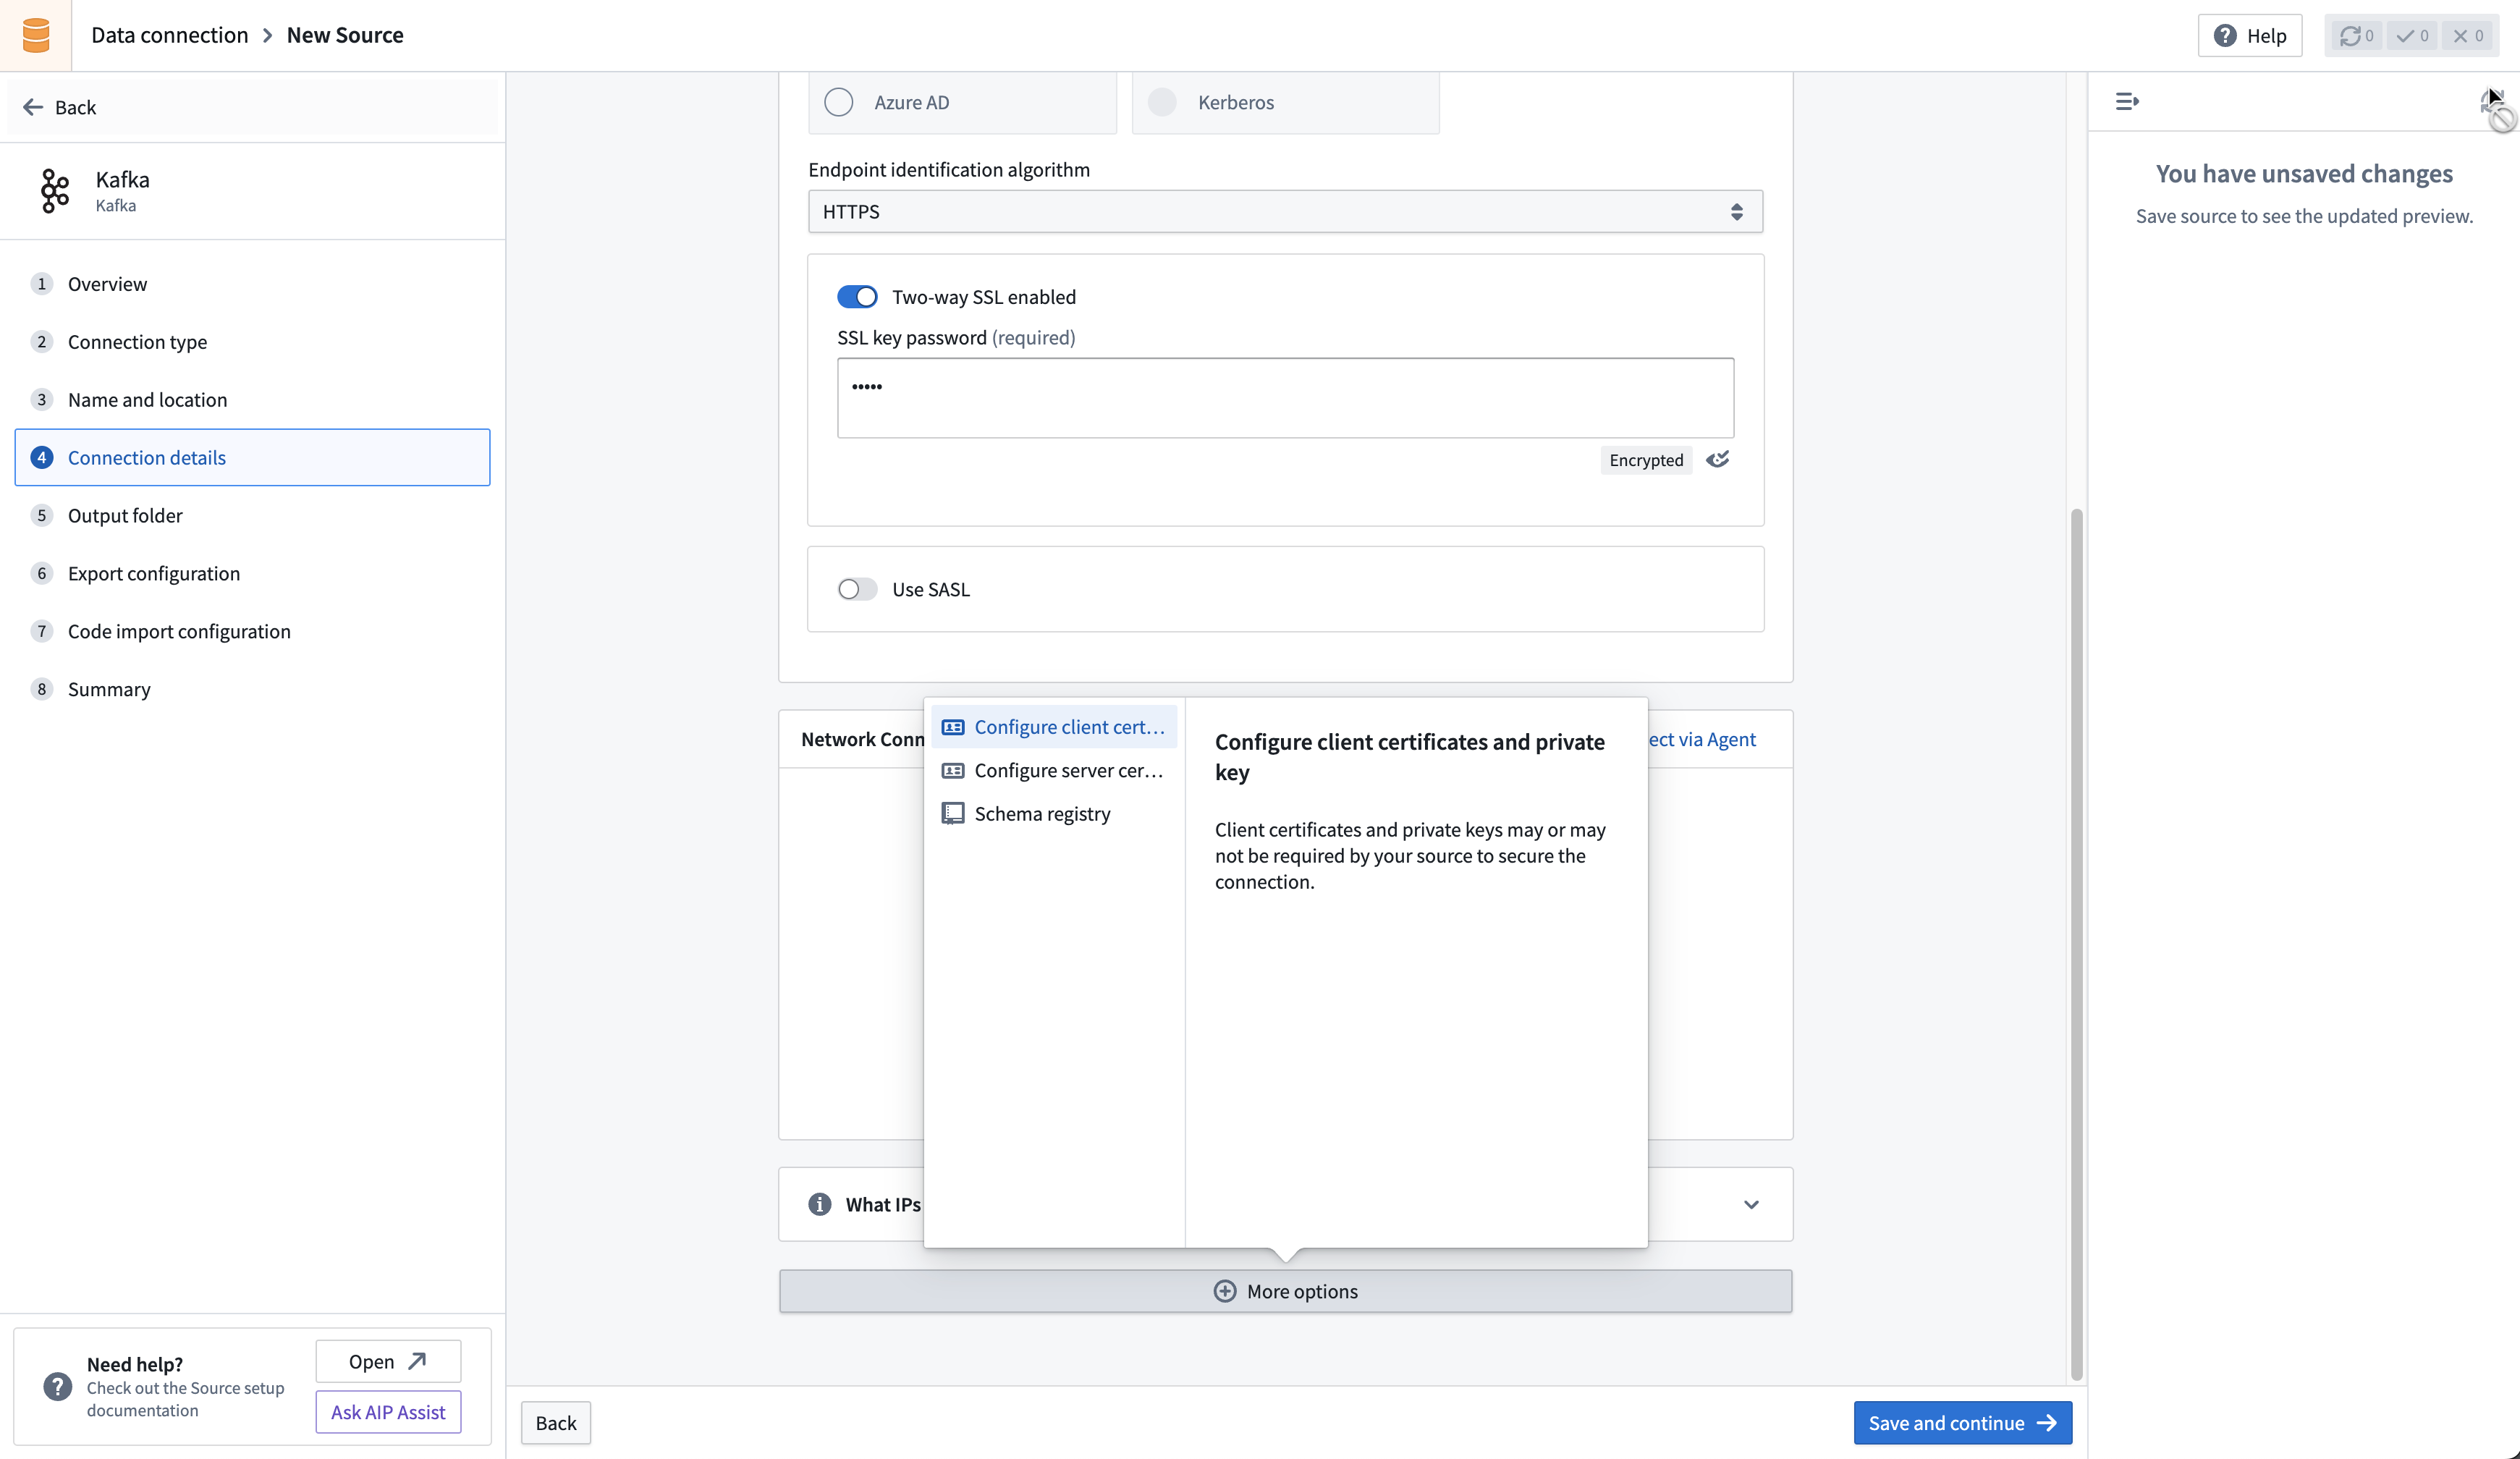 Data connection > New Source
Help
0
0
0
Back
Kafka
Kafka
1 Overview
2 Connection type
3 Name and location
4 Connection details
5 Output folder
6 Export configuration
7 Code import configuration
8 Summary
Need help?
Check out the Source setup
documentation
Open
Ask AIP Assist
Azure AD
Kerberos
Endpoint identification algorithm
HTTPS
Two-way SSL enabled
SSL key password (required)
•••••
Encrypted
Use SASL
Network Conn
ect via Agent
Configure client cert...
Configure server cer...
Schema registry
Configure client certificates and private
key
Client certificates and private keys may or may
not be required by your source to secure the
connection.
What IPs
More options
Back
Save and continue
You have unsaved changes
Save source to see the updated preview.